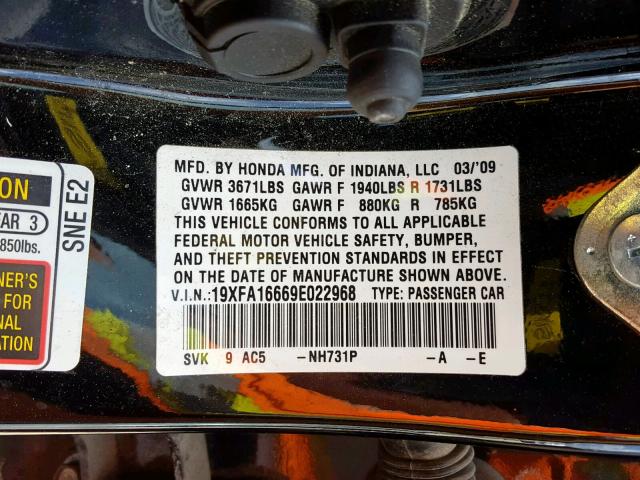 MFD. BY HONDA MFG. OF INDIANA, LLC 03/'09
GVWR 3671LBS GAWR F 1940LBS R 1731LBS
GVWR 1665KG GAWR F 880KG R 785KG
THIS VEHICLE CONFORMS TO ALL APPLICABLE
FEDERAL MOTOR VEHICLE SAFETY, BUMPER,
AND THEFT PREVENTION STANDARDS IN EFFECT
ON THE DATE OF MANUFACTURE SHOWN ABOVE.
V.I.N.:19XFA16669E022968 TYPE: PASSENGER CAR
SVK 9 AC5 -NH731P -A -E
ION
EAR 3
850lbs.
SNE E2
NER'S
FOR
NAL
ATION